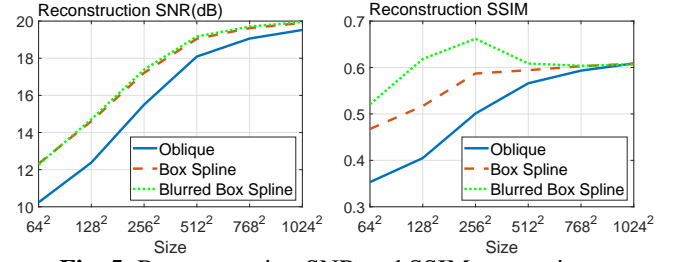 Reconstruction SNR(dB)
20
18
16
14
12
10
Oblique
Box Spline
Blurred Box Spline
64² 128² 256² 512² 768² 1024²
Size
Reconstruction SSIM
0.7
0.6
0.5
0.4
0.3
Oblique
Box Spline
Blurred Box Spline
64² 128² 256² 512² 768² 1024²
Size